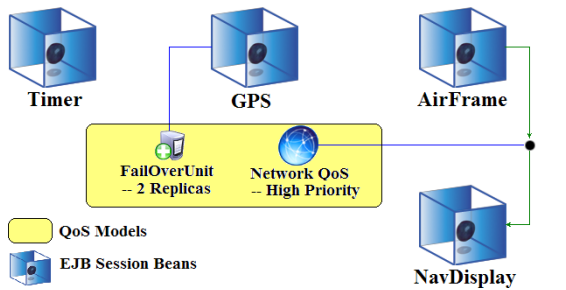 Timer
GPS
AirFrame
FailOverUnit
-- 2 Replicas
Network QoS
-- High Priority
QoS Models
EJB Session Beans
NavDisplay